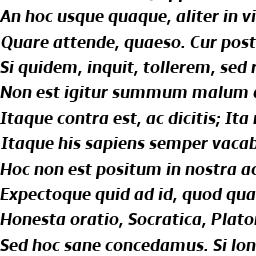 An hoc usque quaque, aliter in vi
Quare attende, quaeso. Cur post
Si quidem, inquit, tollerem, sed
Non est igitur summum malum
Itaque contra est, ac dicitis; Ita
Itaque his sapiens semper vacab
Hoc non est positum in nostra ac
Expectoque quid ad id, quod qua
Honesta oratio, Socratica, Plato
Sed hoc sane concedamus. Si lon